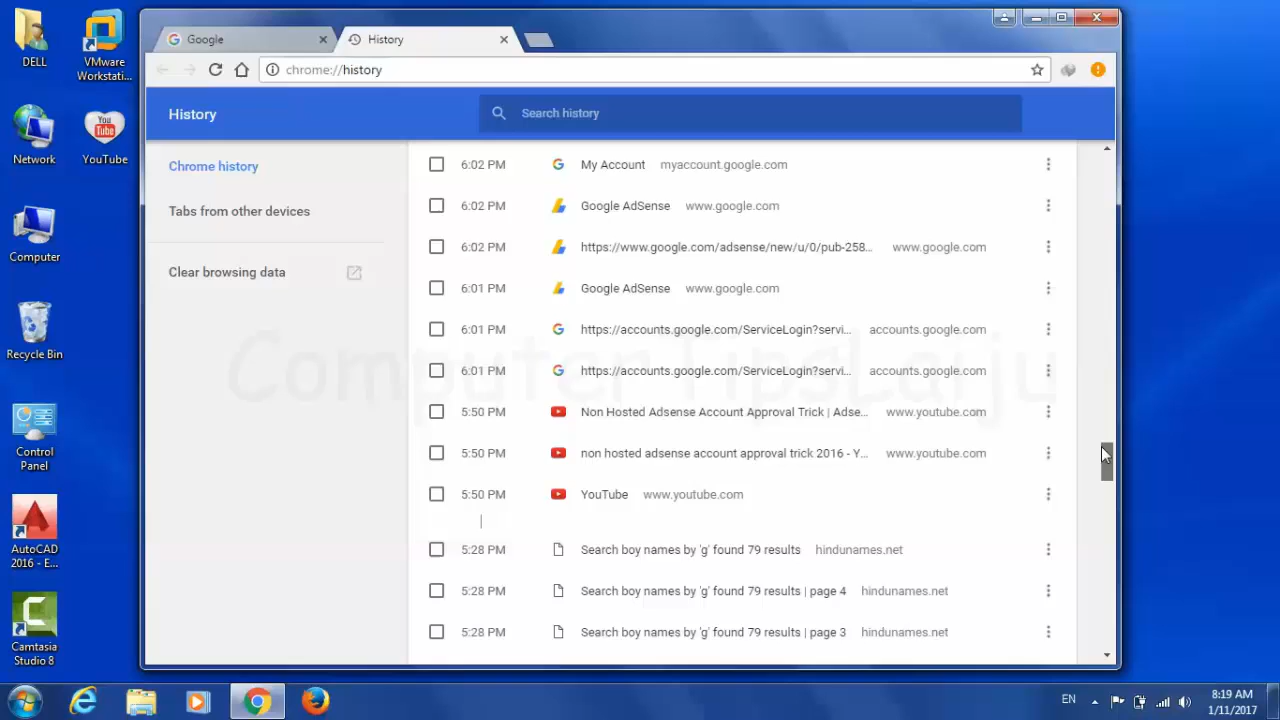 DELL
VMware
Workstati...
Network
YouTube
Computer
Recycle Bin
Control
Panel
AutoCAD
2016 - E...
Camtasia
Studio 8
Google
History
chrome://history
History
Search history
Chrome history
Tabs from other devices
Clear browsing data
6:02 PM My Account myaccount.google.com
6:02 PM Google AdSense www.google.com
6:02 PM https://www.google.com/adsense/new/u/0/pub-258... www.google.com
6:01 PM Google AdSense www.google.com
6:01 PM https://accounts.google.com/ServiceLogin?servi... accounts.google.com
6:01 PM https://accounts.google.com/ServiceLogin?servi... accounts.google.com
5:50 PM Non Hosted Adsense Account Approval Trick | Adse... www.youtube.com
5:50 PM non hosted adsense account approval trick 2016 - Y... www.youtube.com
5:50 PM YouTube www.youtube.com
5:28 PM Search boy names by 'g' found 79 results hindunames.net
5:28 PM Search boy names by 'g' found 79 results | page 4 hindunames.net
5:28 PM Search boy names by 'g' found 79 results | page 3 hindunames.net
ComputerTipsLaiju
You
Tube
EN
8:19 AM
1/11/2017